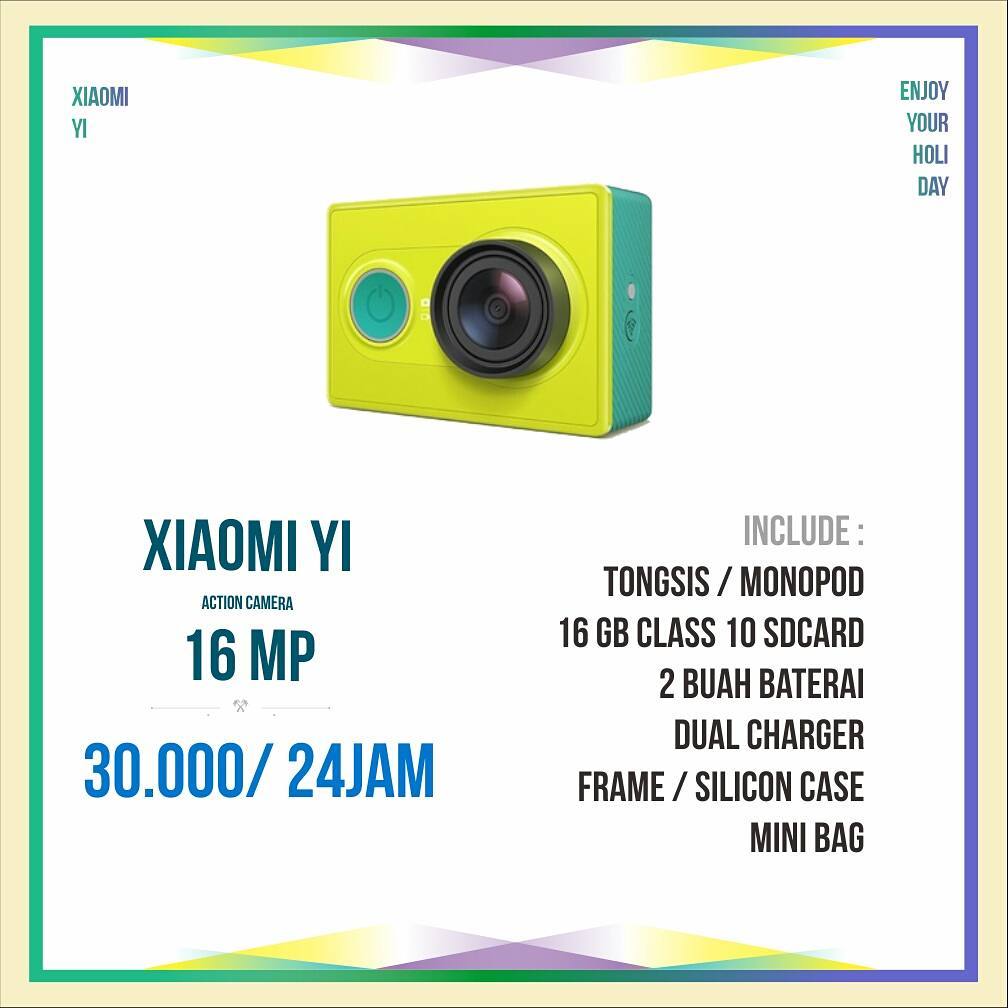 XIAOMI
YI
ENJOY
YOUR
HOLI
DAY
XIAOMI YI
ACTION CAMERA
16 MP
30.000/ 24JAM
INCLUDE :
TONGSIS / MONOPOD
16 GB CLASS 10 SDCARD
2 BUAH BATERAI
DUAL CHARGER
FRAME / SILICON CASE
MINI BAG